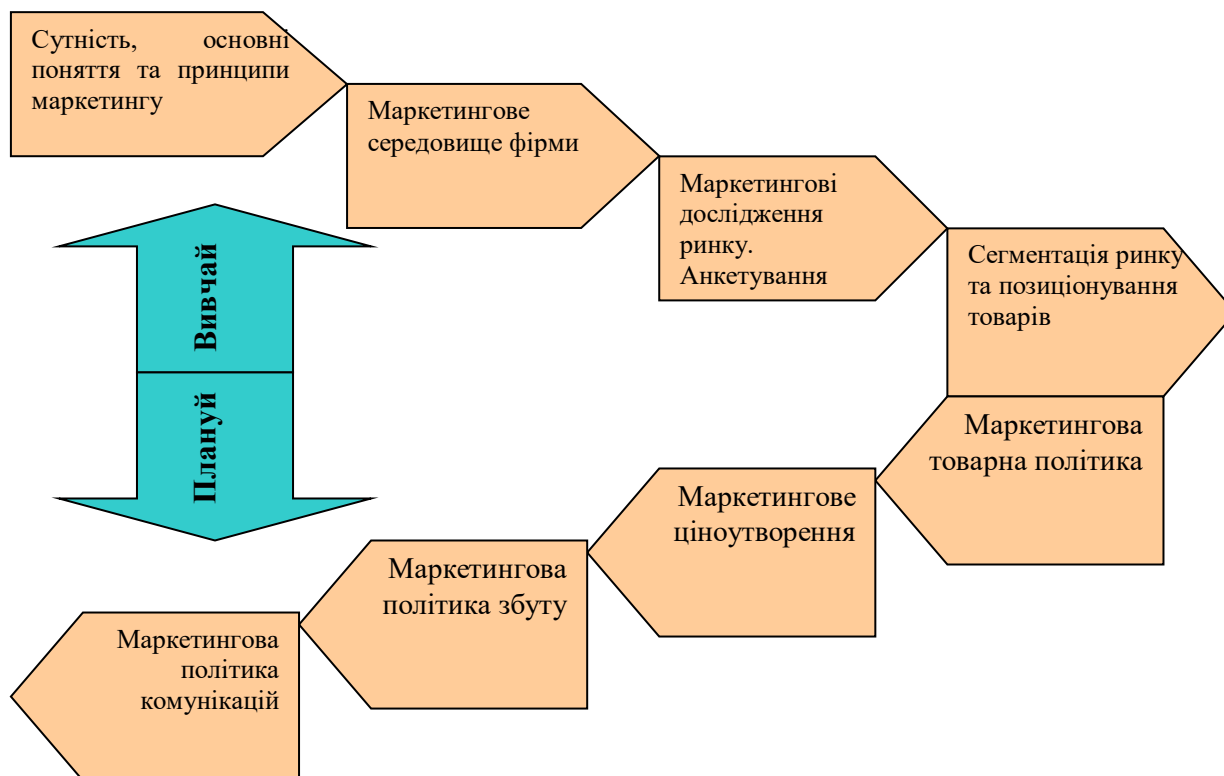 Сутність, основні
поняття та принципи
маркетингу
Маркетингове
середовище фірми
Маркетингові
дослідження
ринку.
Анкетування
Сегментація ринку
та позиціонування
товарів
Вивчай
Плануй
Маркетингова
товарна політика
Маркетингове
ціноутворення
Маркетингова
політика збуту
Маркетингова
політика
комунікацій